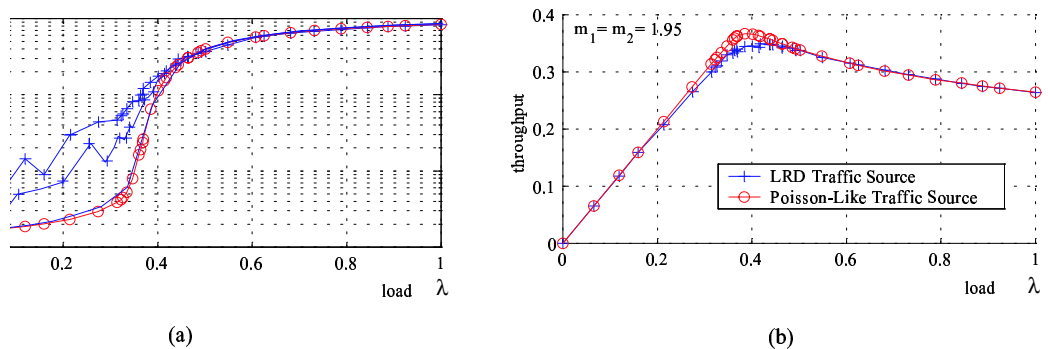 0.2 0.4 0.6 0.8 1
load λ
(a)
m1= m2= 1.95
0.4
0.3
0.2
0.1
0
throughput
LRD Traffic Source
Poisson-Like Traffic Source
0 0.2 0.4 0.6 0.8 1
load λ
(b)